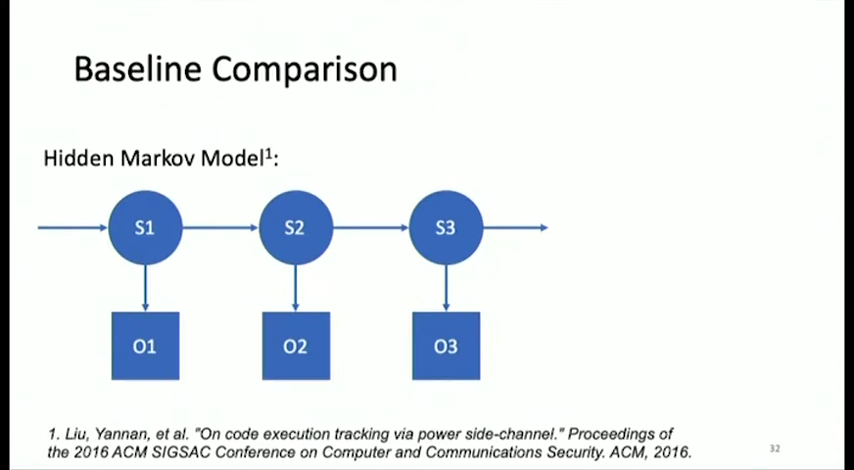 Baseline Comparison
Hidden Markov Model¹:
S1 S2 S3
O1 O2 O3
1. Liu, Yannan, et al. "On code execution tracking via power side-channel." Proceedings of
the 2016 ACM SIGSAC Conference on Computer and Communications Security. ACM, 2016.
32